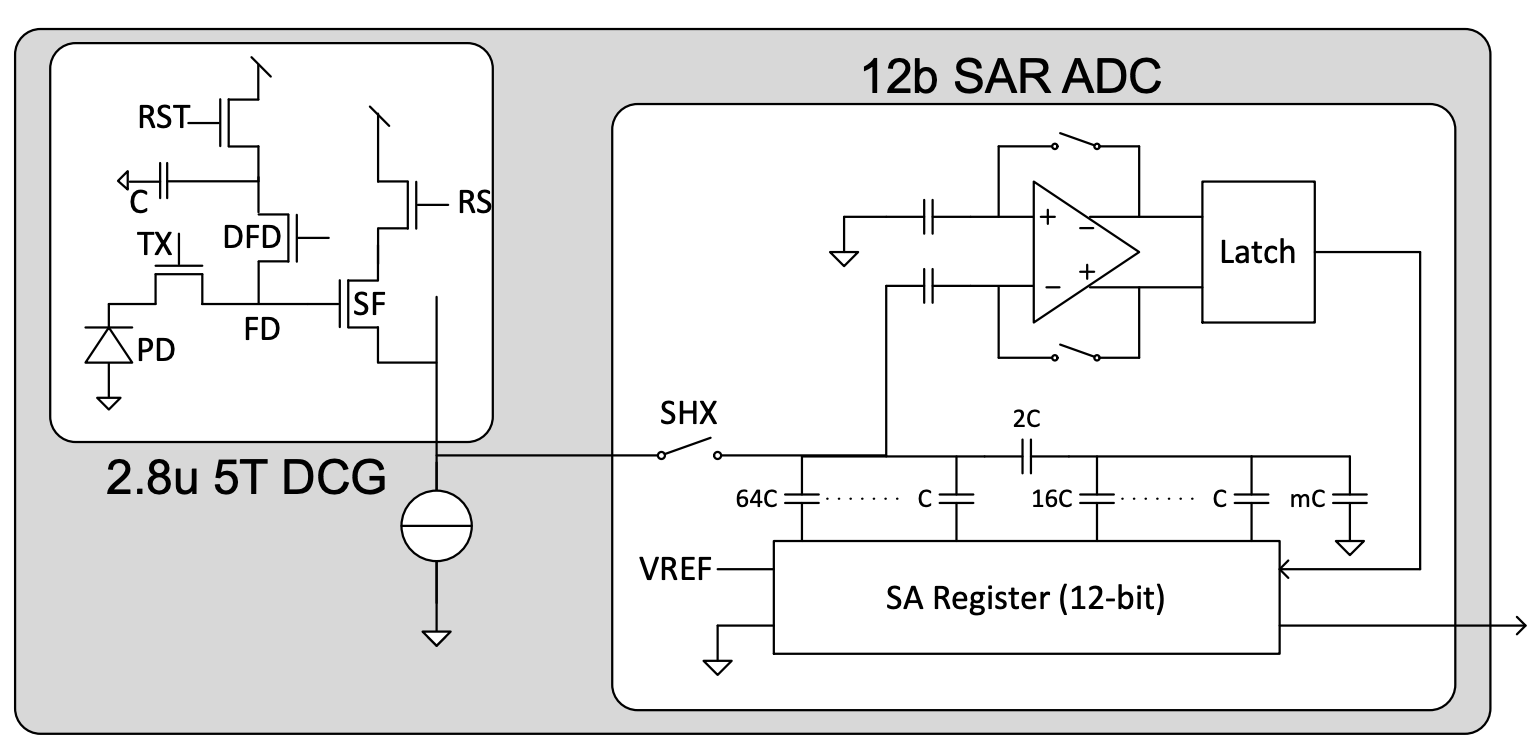 12b SAR ADC
RST
C
TX
DFD
RS
SF
FD
PD
2.8u 5T DCG
+
−
−
+
Latch
SHX
2C
64C
C
16C
C
mC
VREF
SA Register (12-bit)